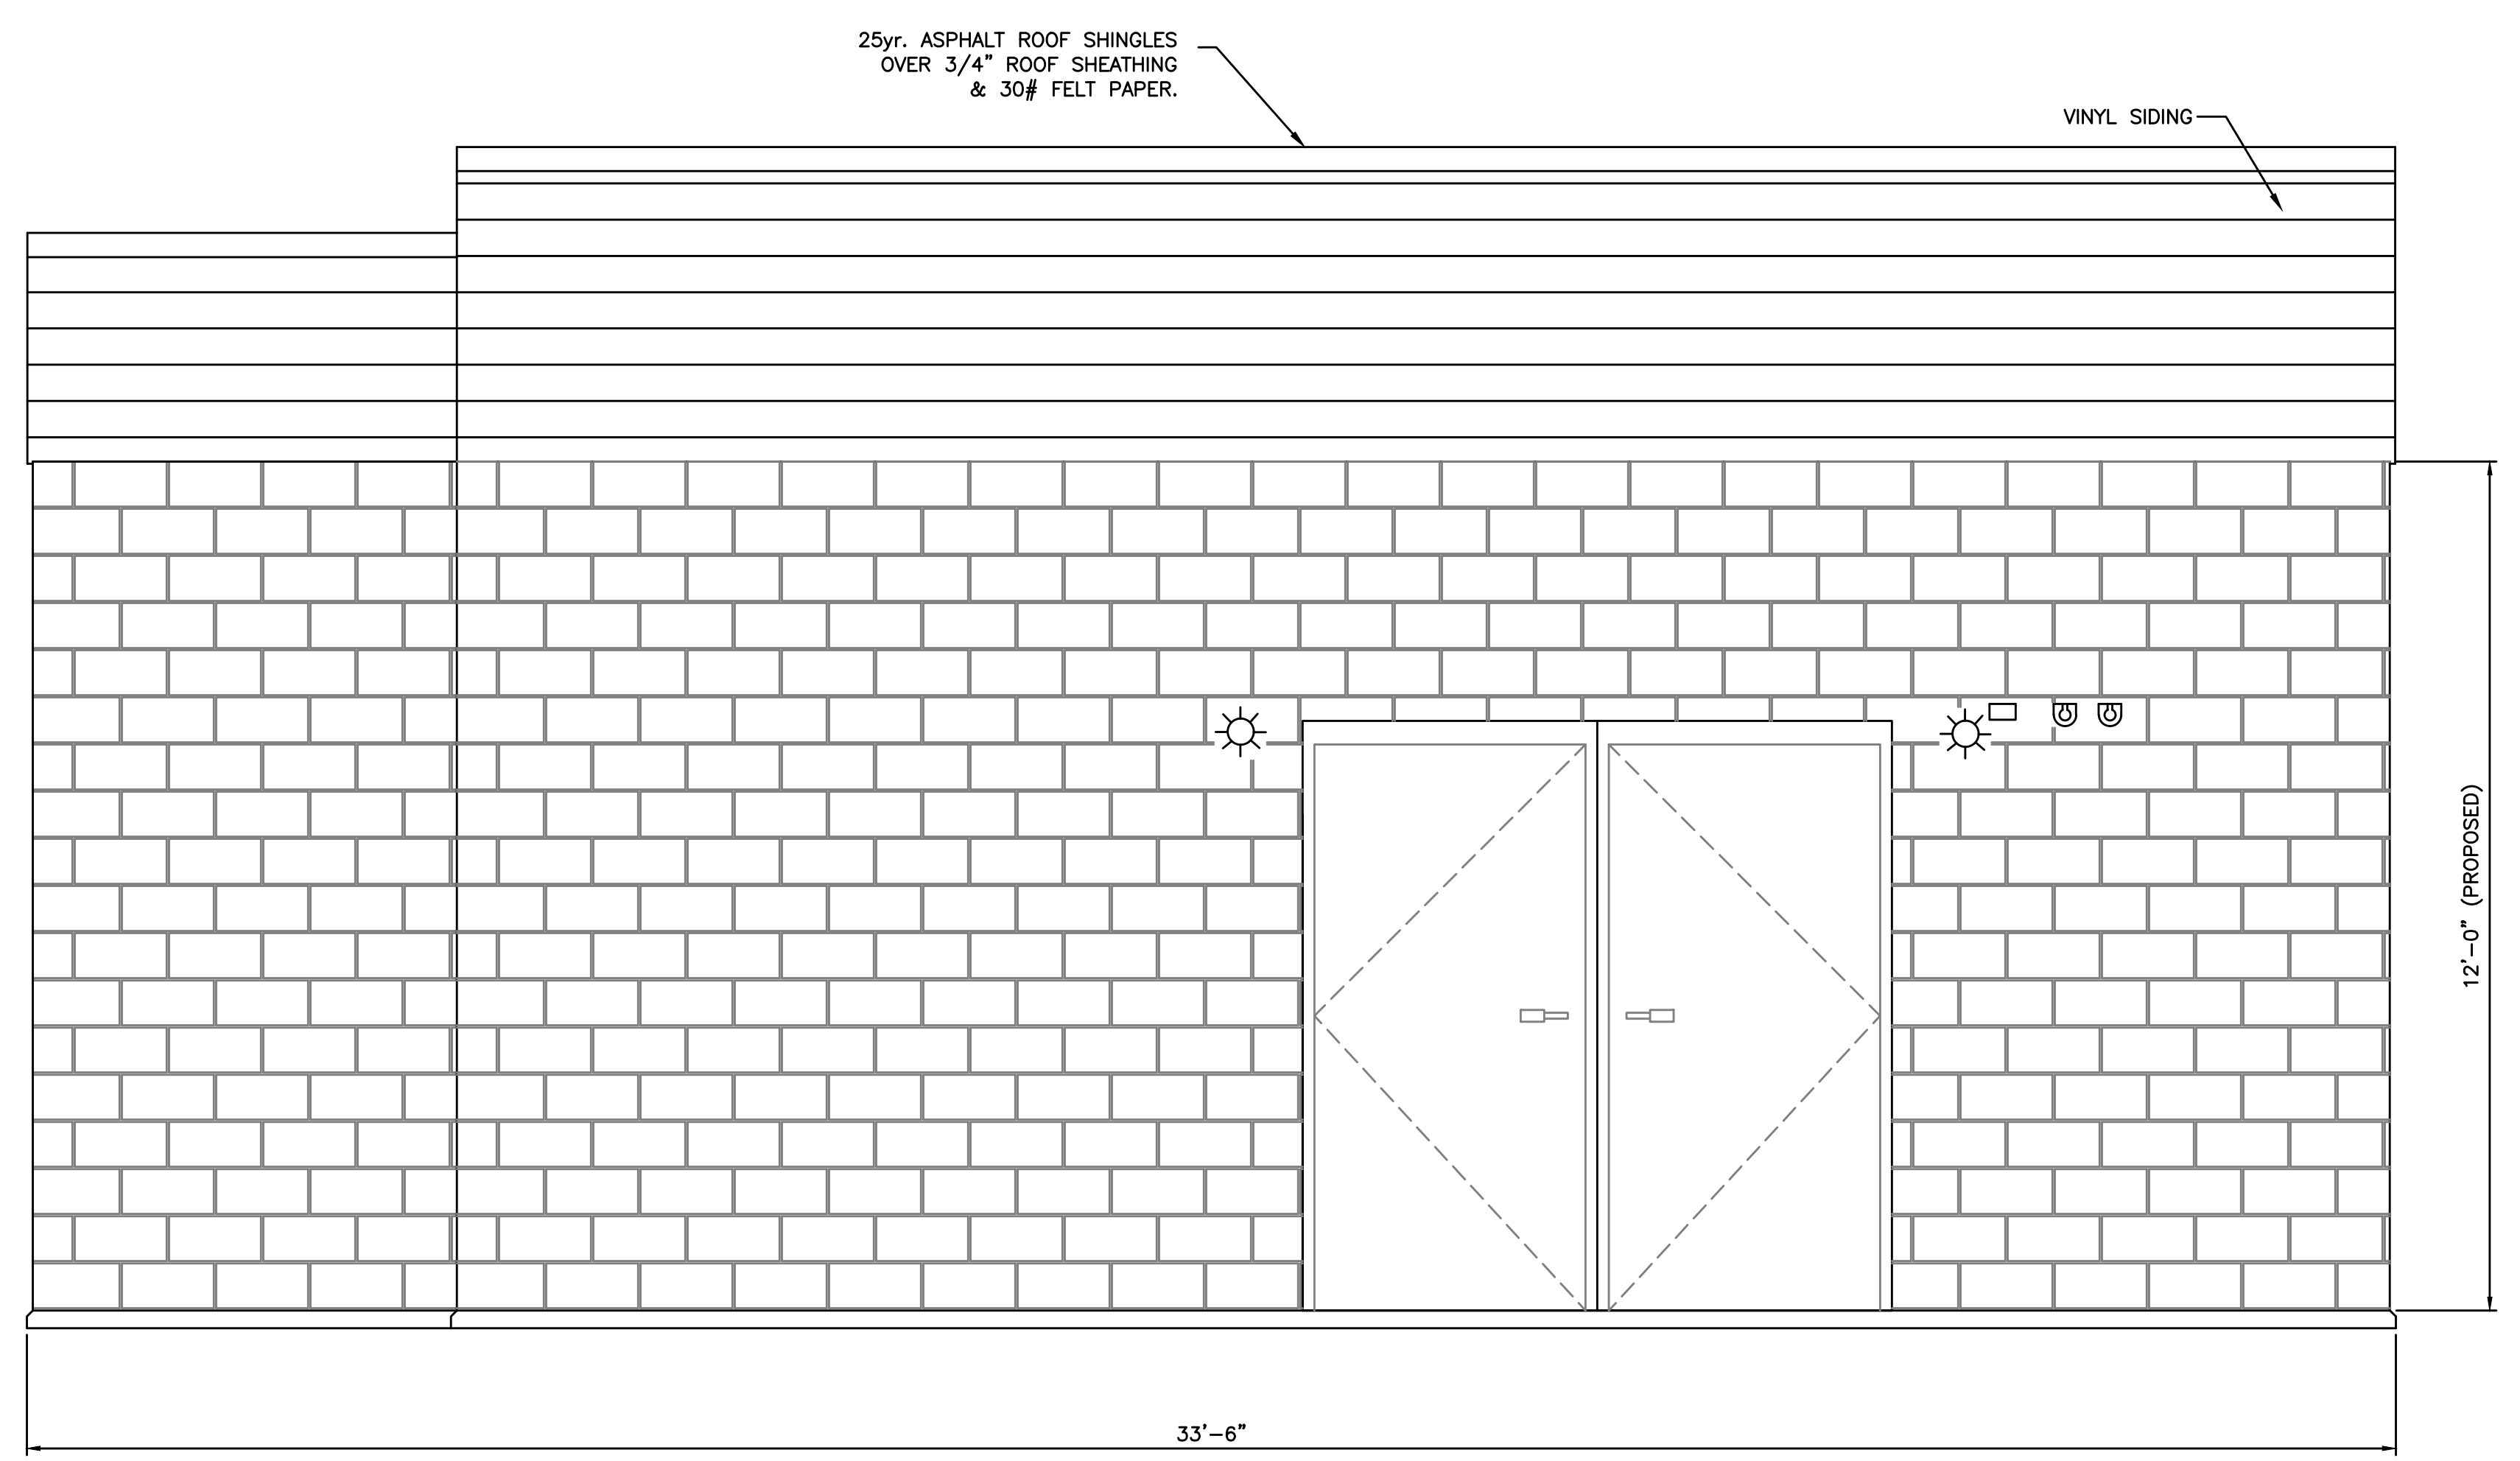 25yr. ASPHALT ROOF SHINGLES
OVER 3/4" ROOF SHEATHING
& 30# FELT PAPER.
VINYL SIDING
12'-0" (PROPOSED)
33'-6"